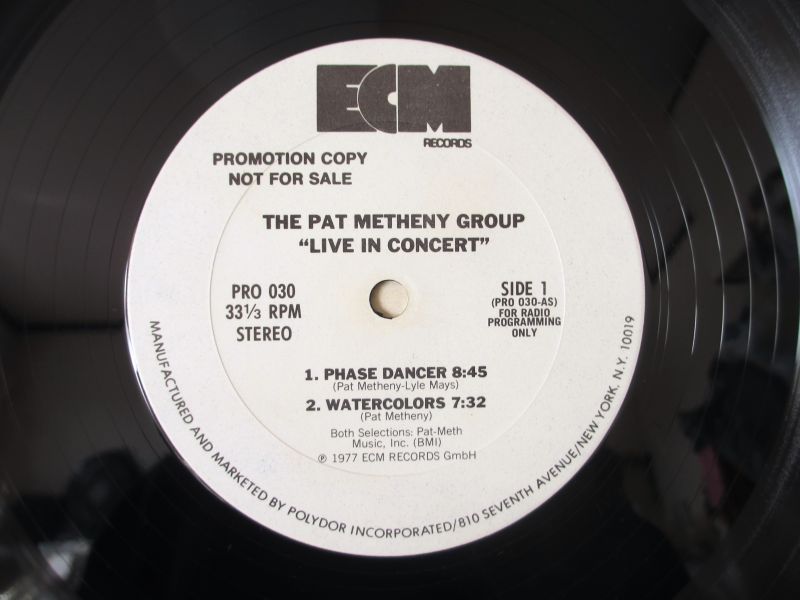 ECM
RECORDS
PROMOTION COPY
NOT FOR SALE
THE PAT METHENY GROUP
“LIVE IN CONCERT”
PRO 030
33⅓ RPM
STEREO
SIDE 1
(PRO 030-AS)
FOR RADIO
PROGRAMMING
ONLY
1. PHASE DANCER 8:45
(Pat Metheny-Lyle Mays)
2. WATERCOLORS 7:32
(Pat Metheny)
Both Selections: Pat-Meth
Music, Inc. (BMI)
℗ 1977 ECM RECORDS GmbH
MANUFACTURED AND MARKETED BY POLYDOR INCORPORATED/810 SEVENTH AVENUE/NEW YORK, N.Y. 10019